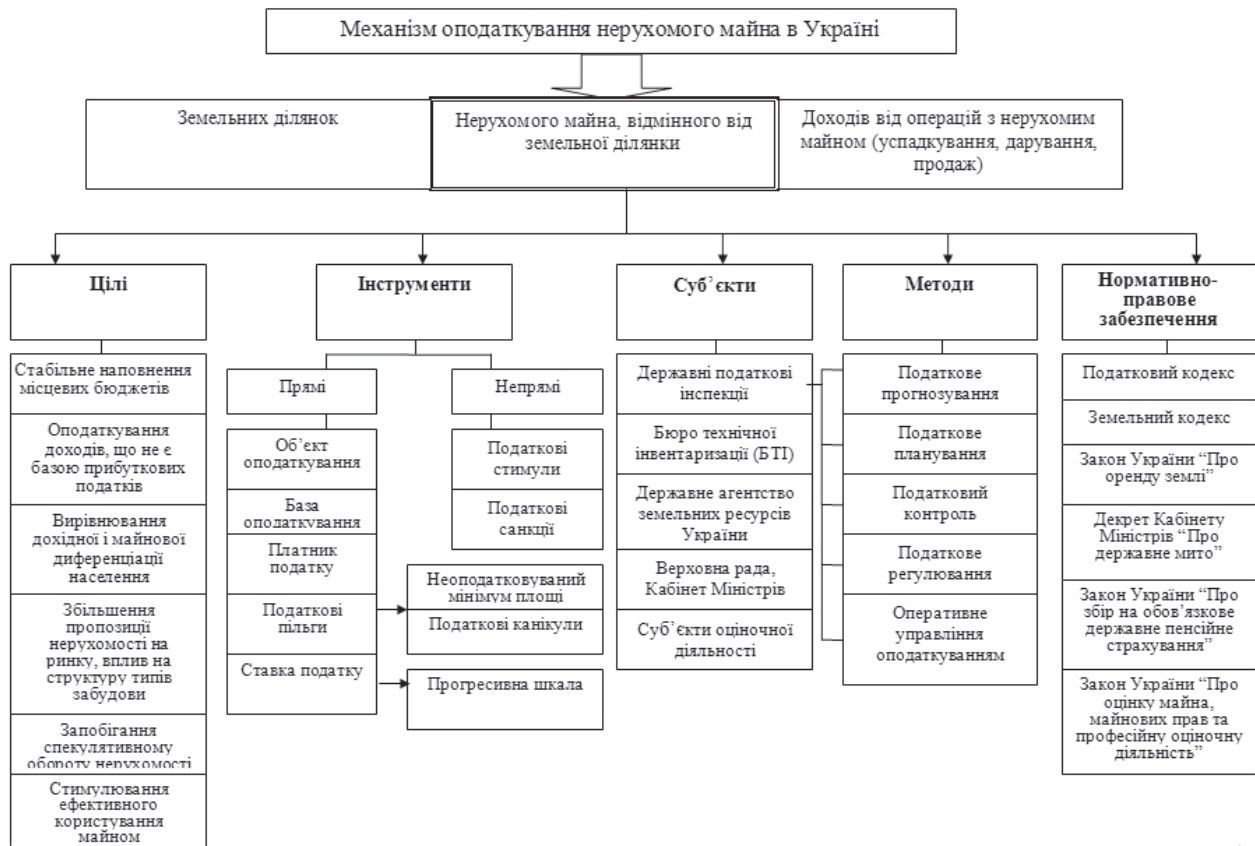 Механізм оподаткування нерухомого майна в Україні
Земельних ділянок
Нерухомого майна, відмінного від
земельної ділянки
Доходів від операцій з нерухомим
майном (успадкування, дарування,
продаж)
Цілі
Стабільне наповнення
місцевих бюджетів
Оподаткування
доходів, що не є
базою прибуткових
податків
Вирівнювання
дохідної і майнової
диференціації
населення
Збільшення
пропозиції
нерухомості на
ринку, вплив на
структуру типів
забудови
Запобігання
спекулятивному
обороту нерухомості
Стимулювання
ефективного
користування
майном
Інструменти
Прямі
Об’єкт
оподаткування
База
оподаткування
Платник
податку
Податкові
пільги
Ставка податку
Непрямі
Податкові
стимули
Податкові
санкції
Неоподатковуваний
мінімум площі
Податкові канікули
Прогресивна шкала
Суб’єкти
Державні податкові
інспекції
Бюро технічної
інвентаризації (БТІ)
Державне агентство
земельних ресурсів
України
Верховна рада,
Кабінет Міністрів
Суб’єкти оціночної
діяльності
Методи
Податкове
прогнозування
Податкове
планування
Податковий
контроль
Податкове
регулювання
Оперативне
управління
оподаткуванням
Нормативно-
правове
забезпечення
Податковий кодекс
Земельний кодекс
Закон України “Про
оренду землі”
Декрет Кабінету
Міністрів “Про
державне мито”
Закон України “Про
збір на обов’язкове
державне пенсійне
страхування”
Закон України “Про
оцінку майна,
майнових прав та
професійну оціночну
діяльність”